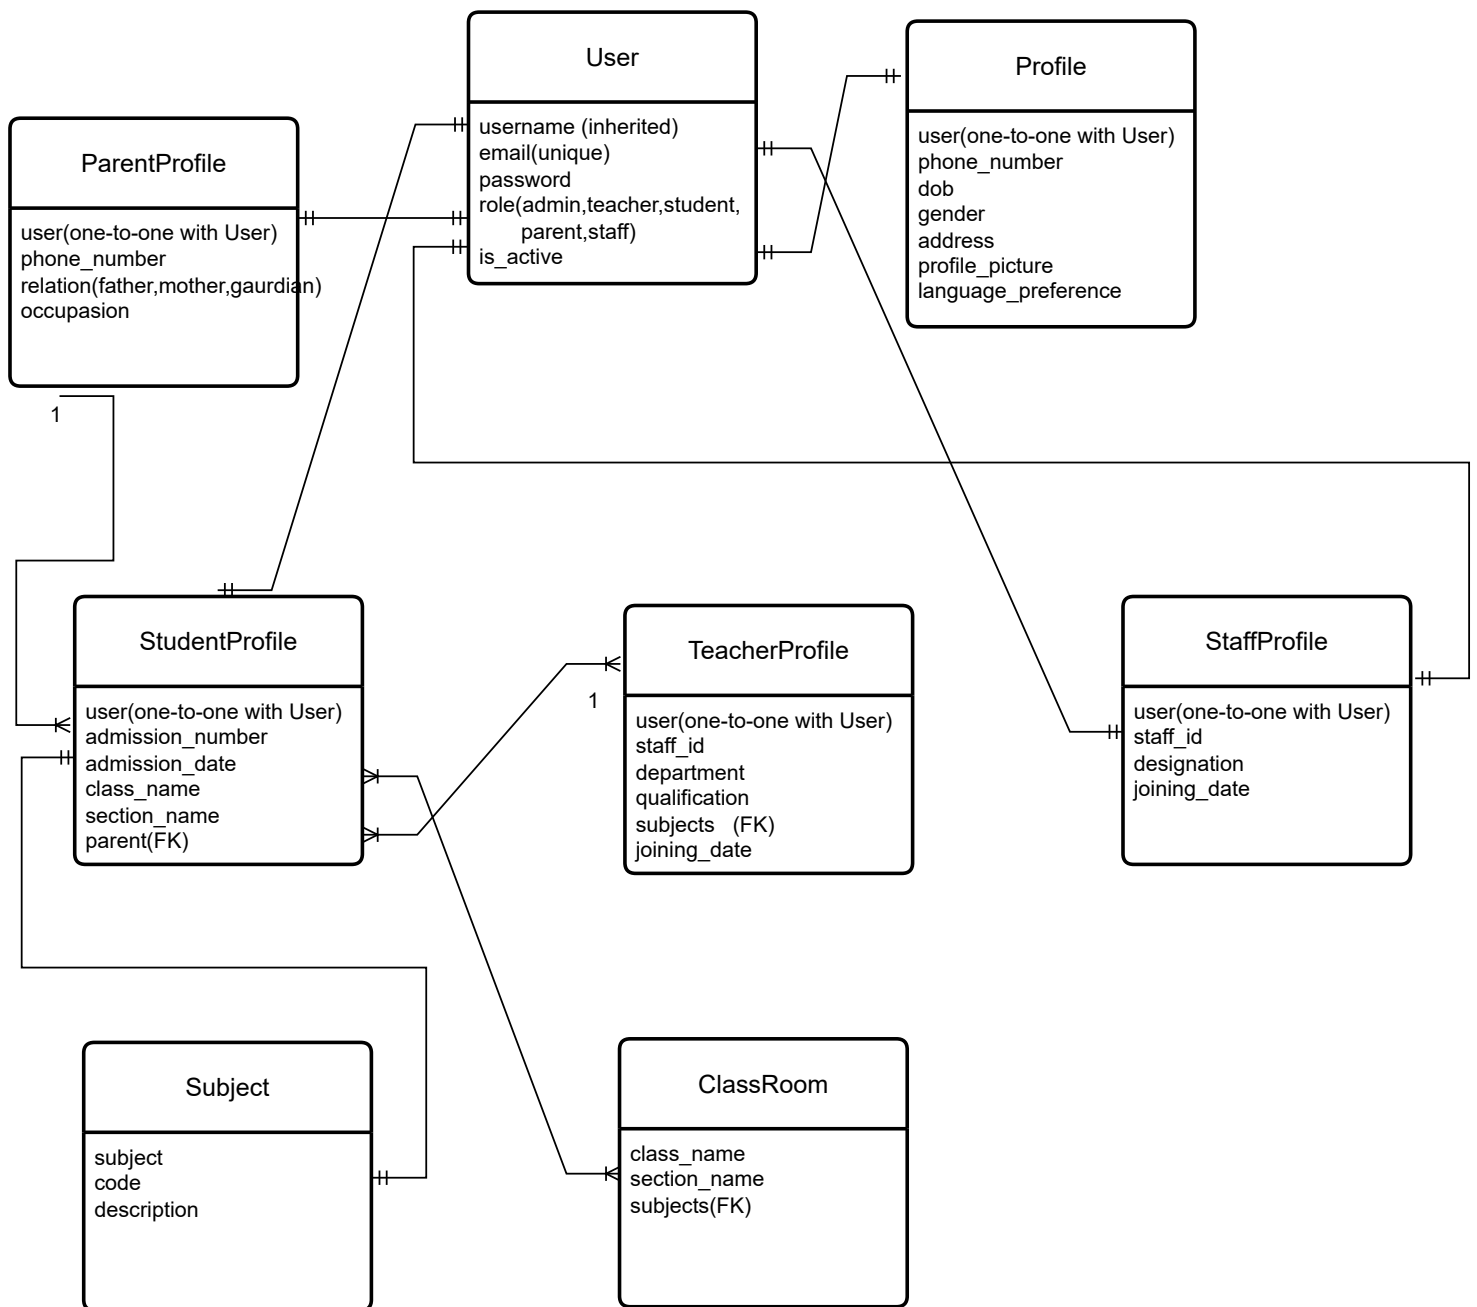 User
username (inherited)
email(unique)
password
role(admin,teacher,student,
parent,staff)
is_active
Profile
user(one-to-one with User)
phone_number
dob
gender
address
profile_picture
language_preference
ParentProfile
user(one-to-one with User)
phone_number
relation(father,mother,gaurdian)
occupasion
1
StudentProfile
user(one-to-one with User)
admission_number
admission_date
class_name
section_name
parent(FK)
TeacherProfile
1
user(one-to-one with User)
staff_id
department
qualification
subjects (FK)
joining_date
StaffProfile
user(one-to-one with User)
staff_id
designation
joining_date
Subject
subject
code
description
ClassRoom
class_name
section_name
subjects(FK)